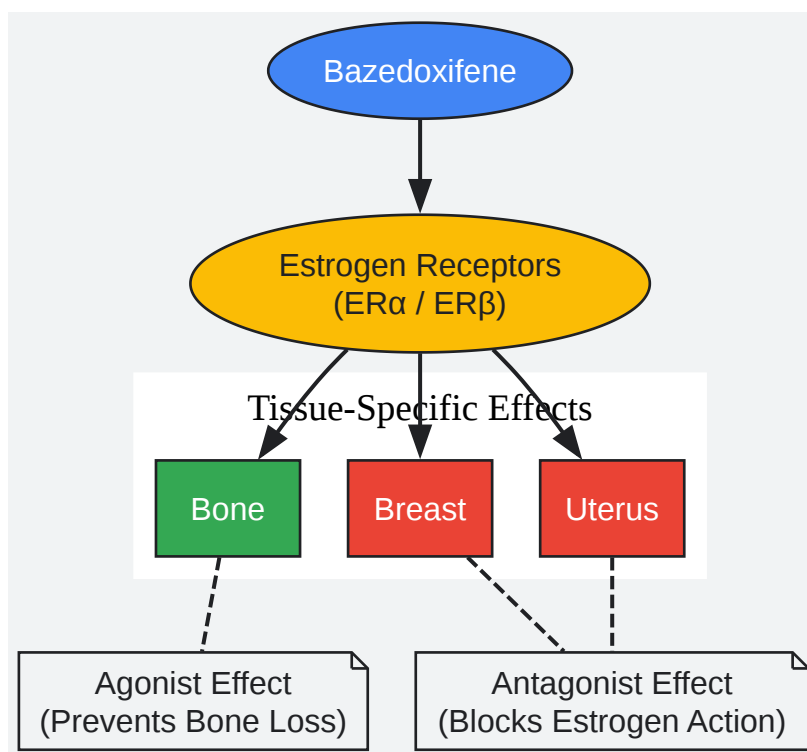 Bazedoxifene
Estrogen Receptors
(ERα / ERβ)
Tissue-Specific Effects
Bone
Breast
Uterus
Agonist Effect
(Prevents Bone Loss)
Antagonist Effect
(Blocks Estrogen Action)